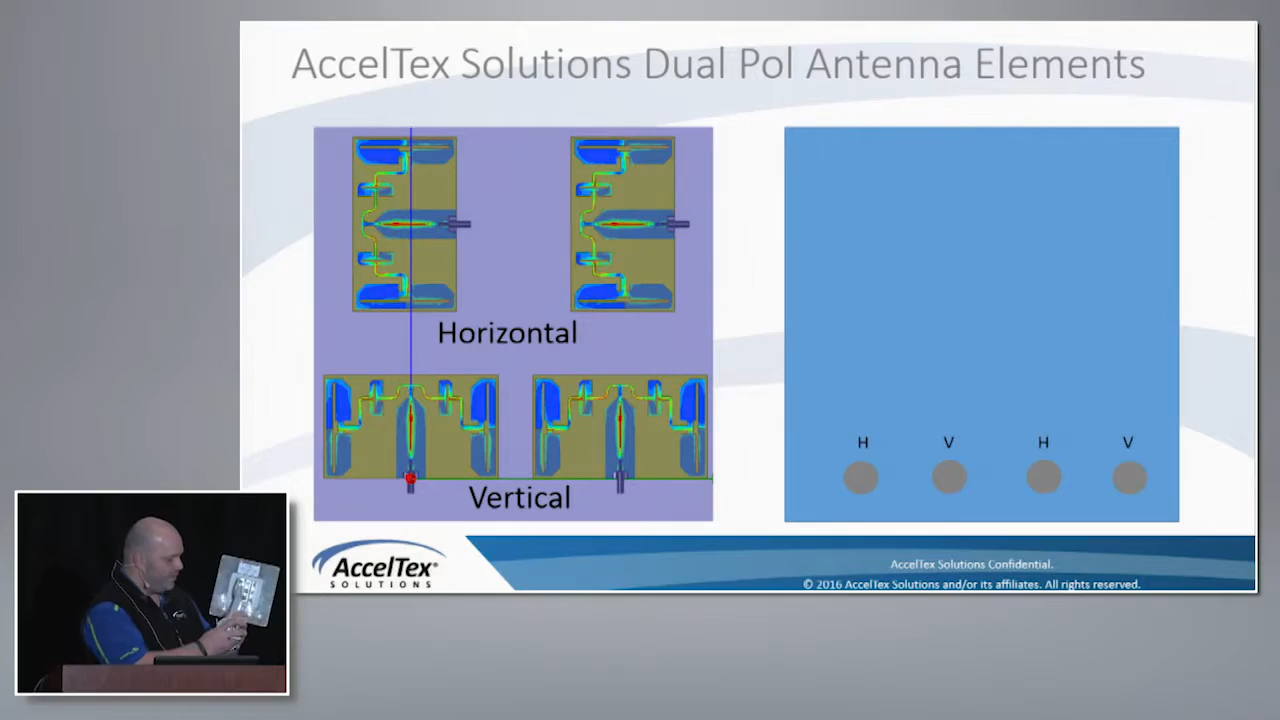 AccelTex Solutions Dual Pol Antenna Elements
Horizontal
Vertical
H V H V
AccelTex®
SOLUTIONS
AccelTex Solutions Confidential.
© 2016 AccelTex Solutions and/or its affiliates. All rights reserved.